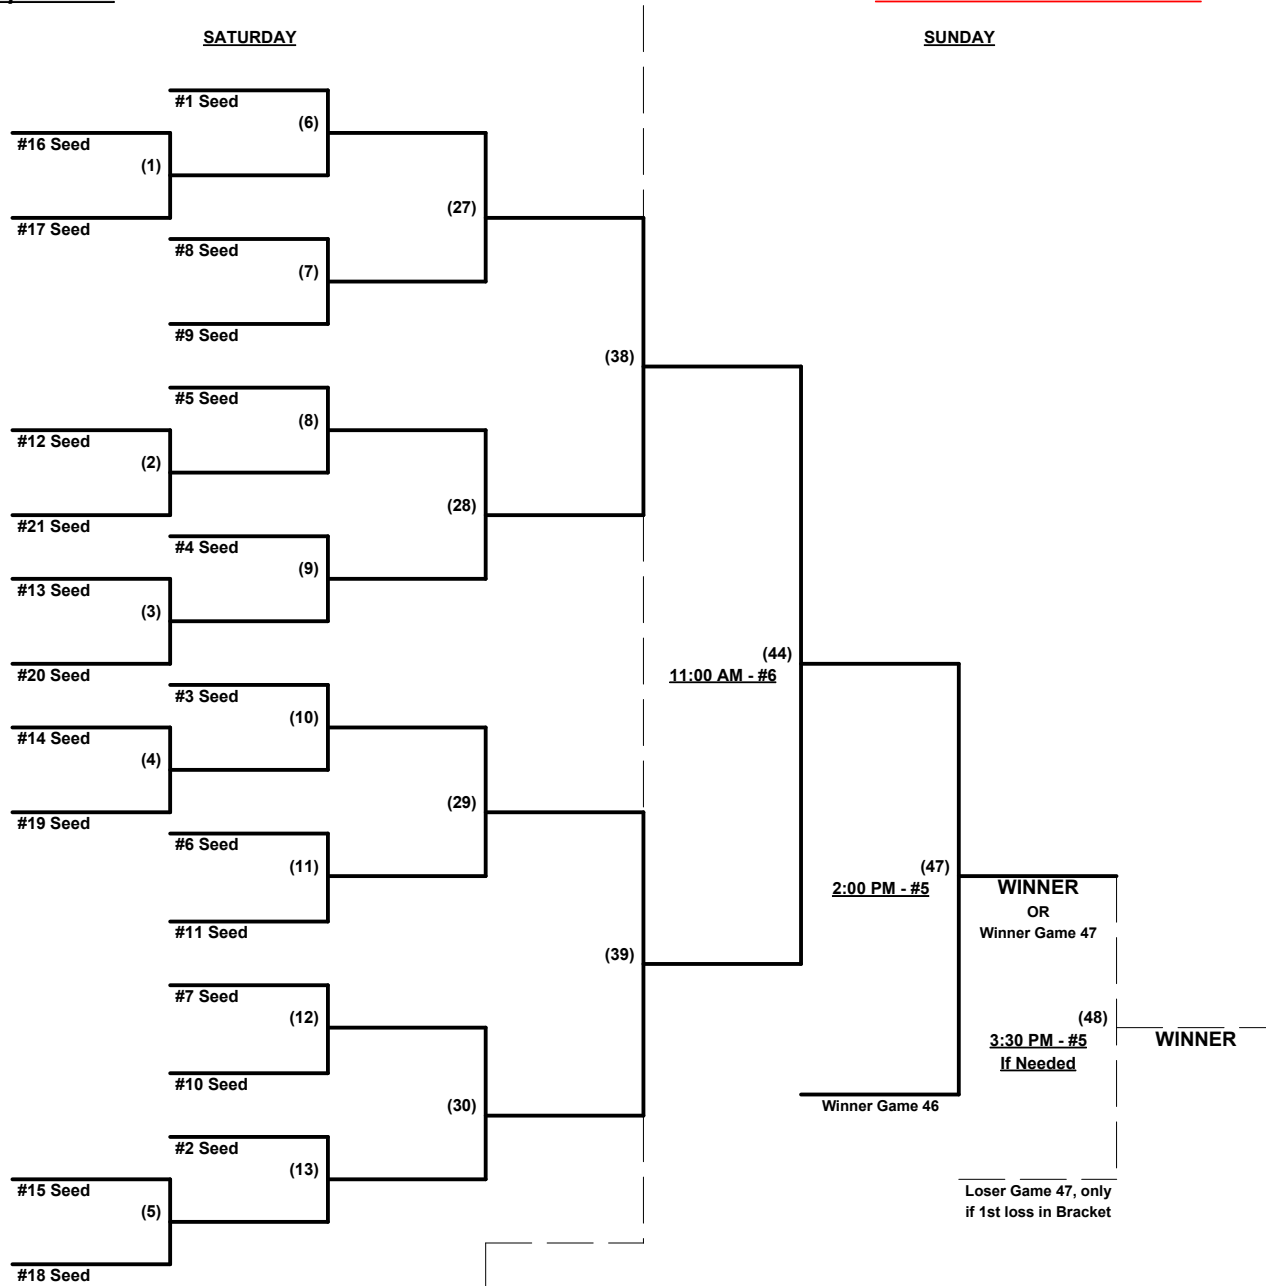 SATURDAY
SUNDAY
#1 Seed
(6)
#16 Seed
(1)
(27)
#17 Seed
#8 Seed
(7)
#9 Seed
(38)
#5 Seed
(8)
#12 Seed
(2)
(28)
#21 Seed
#4 Seed
(9)
#13 Seed
(3)
(44)
#20 Seed
11:00 AM - #6
#3 Seed
(10)
#14 Seed
(4)
(29)
#19 Seed
#6 Seed
(11)
(47)
2:00 PM - #5
WINNER
OR
Winner Game 47
#11 Seed
(39)
#7 Seed
(12)
(48)
3:30 PM - #5
If Needed
WINNER
#10 Seed
(30)
Winner Game 46
#2 Seed
(13)
#15 Seed
(5)
Loser Game 47, only
if 1st loss in Bracket
#18 Seed